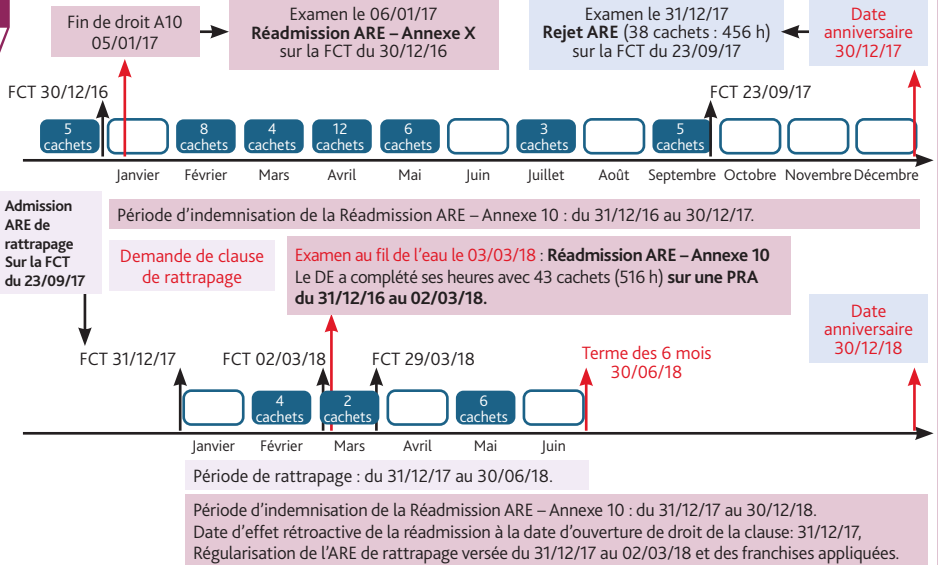 Fin de droit A10
05/01/17
Examen le 06/01/17
Réadmission ARE – Annexe X
sur la FCT du 30/12/16
Examen le 31/12/17
Rejet ARE (38 cachets : 456 h)
sur la FCT du 23/09/17
Date
anniversaire
30/12/17
FCT 30/12/16
FCT 23/09/17
5
cachets
8
cachets
4
cachets
12
cachets
6
cachets
3
cachets
5
cachets
Janvier Février Mars Avril Mai Juin Juillet Août Septembre Octobre Novembre Décembre
Admission
ARE de
rattrapage
Sur la FCT
du 23/09/17
Période d'indemnisation de la Réadmission ARE – Annexe 10 : du 31/12/16 au 30/12/17.
Demande de clause
de rattrapage
Examen au fil de l'eau le 03/03/18 : Réadmission ARE – Annexe 10
Le DE a complété ses heures avec 43 cachets (516 h) sur une PRA
du 31/12/16 au 02/03/18.
Date
anniversaire
30/12/18
FCT 31/12/17
FCT 02/03/18
FCT 29/03/18
Terme des 6 mois
30/06/18
4
cachets
2
cachets
6
cachets
Janvier Février Mars Avril Mai Juin
Période de rattrapage : du 31/12/17 au 30/06/18.
Période d'indemnisation de la Réadmission ARE – Annexe 10 : du 31/12/17 au 30/12/18.
Date d'effet rétroactive de la réadmission à la date d'ouverture de droit de la clause: 31/12/17,
Régularisation de l'ARE de rattrapage versée du 31/12/17 au 02/03/18 et des franchises appliquées.